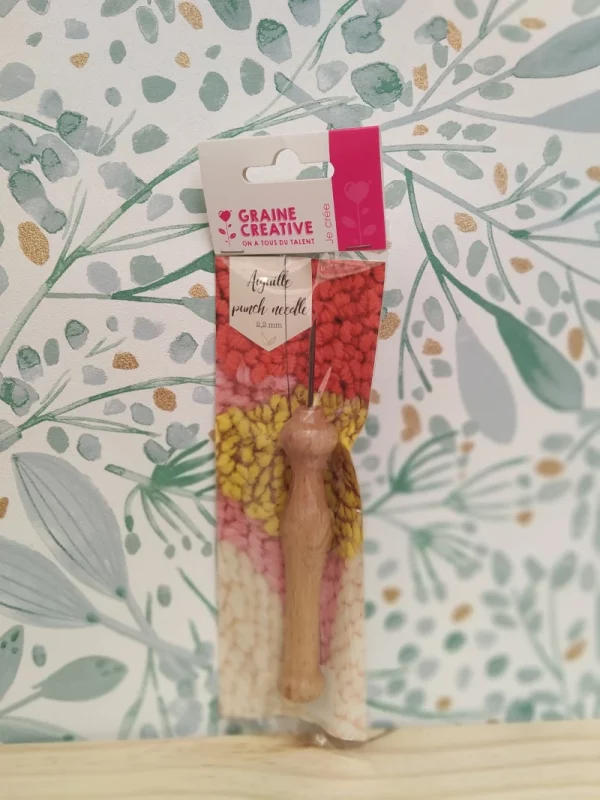 GRAINE
CREATIVE
ON A TOUS DU TALENT
Je crée
Aiguille
punch needle
2,2 mm